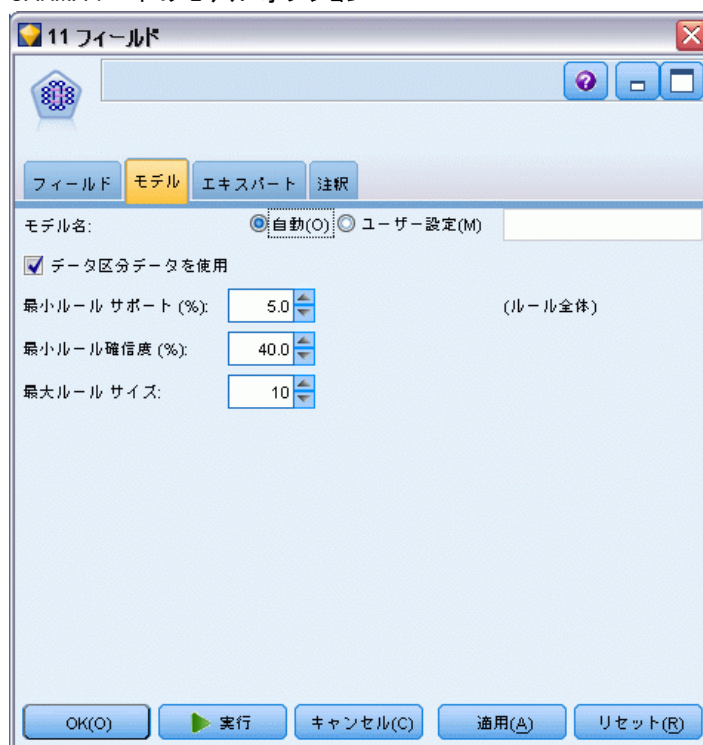 11 フィールド
フィールド モデル エキスパート 注釈
モデル名: 自動(O) ユーザー設定(M)
データ区分データを使用
最小ルール サポート (%): 5.0 (ルール全体)
最小ルール確信度 (%): 40.0
最大ルール サイズ: 10
OK(O) 実行 キャンセル(C) 適用(A) リセット(R)